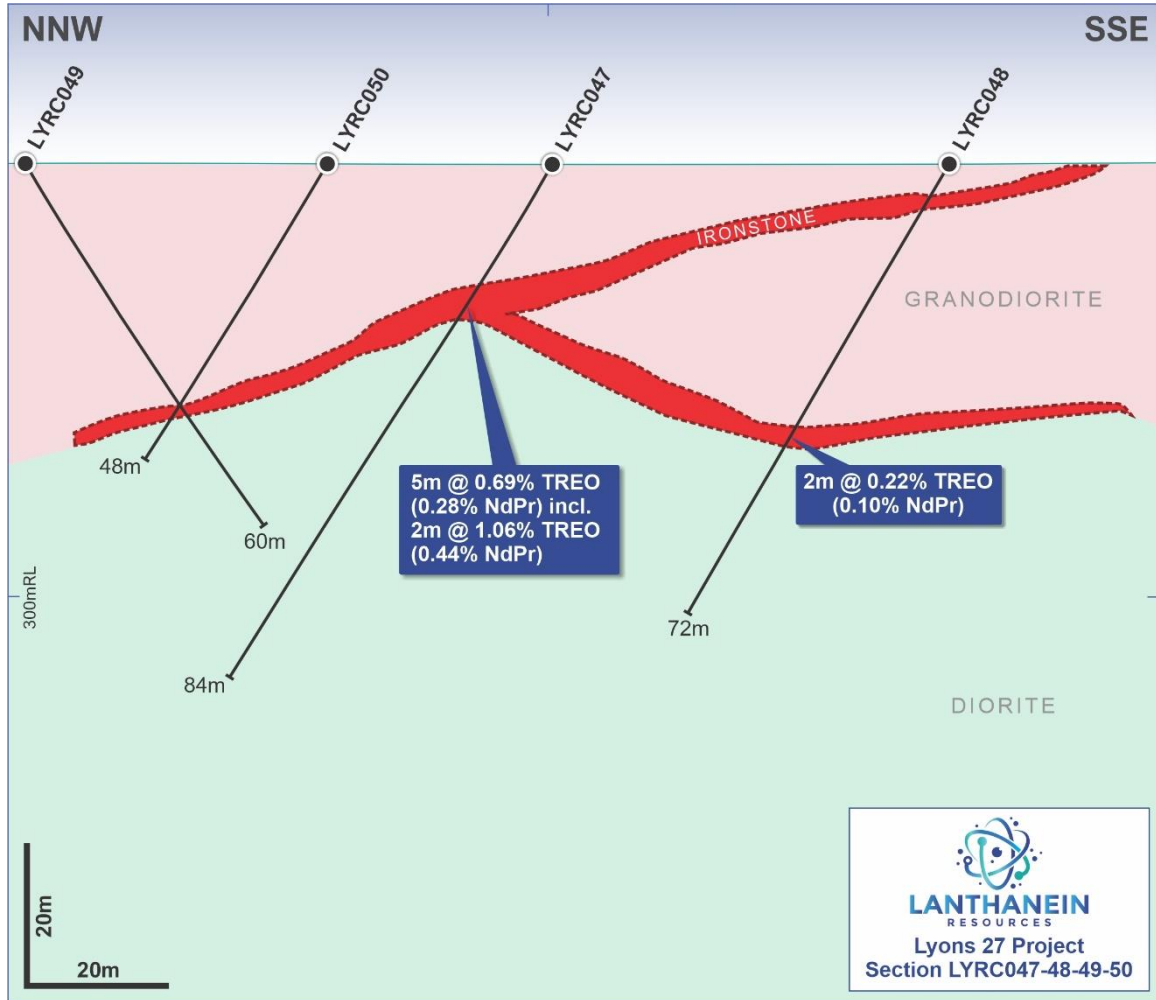 NNW
SSE
LYRC049
LYRC050
LYRC047
LYRC048
IRONSTONE
GRANODIORITE
48m
60m
5m @ 0.69% TREO
(0.28% NdPr) incl.
2m @ 1.06% TREO
(0.44% NdPr)
2m @ 0.22% TREO
(0.10% NdPr)
300mRL
72m
84m
DIORITE
20m
20m
LANTHANEIN
RESOURCES
Lyons 27 Project
Section LYRC047-48-49-50